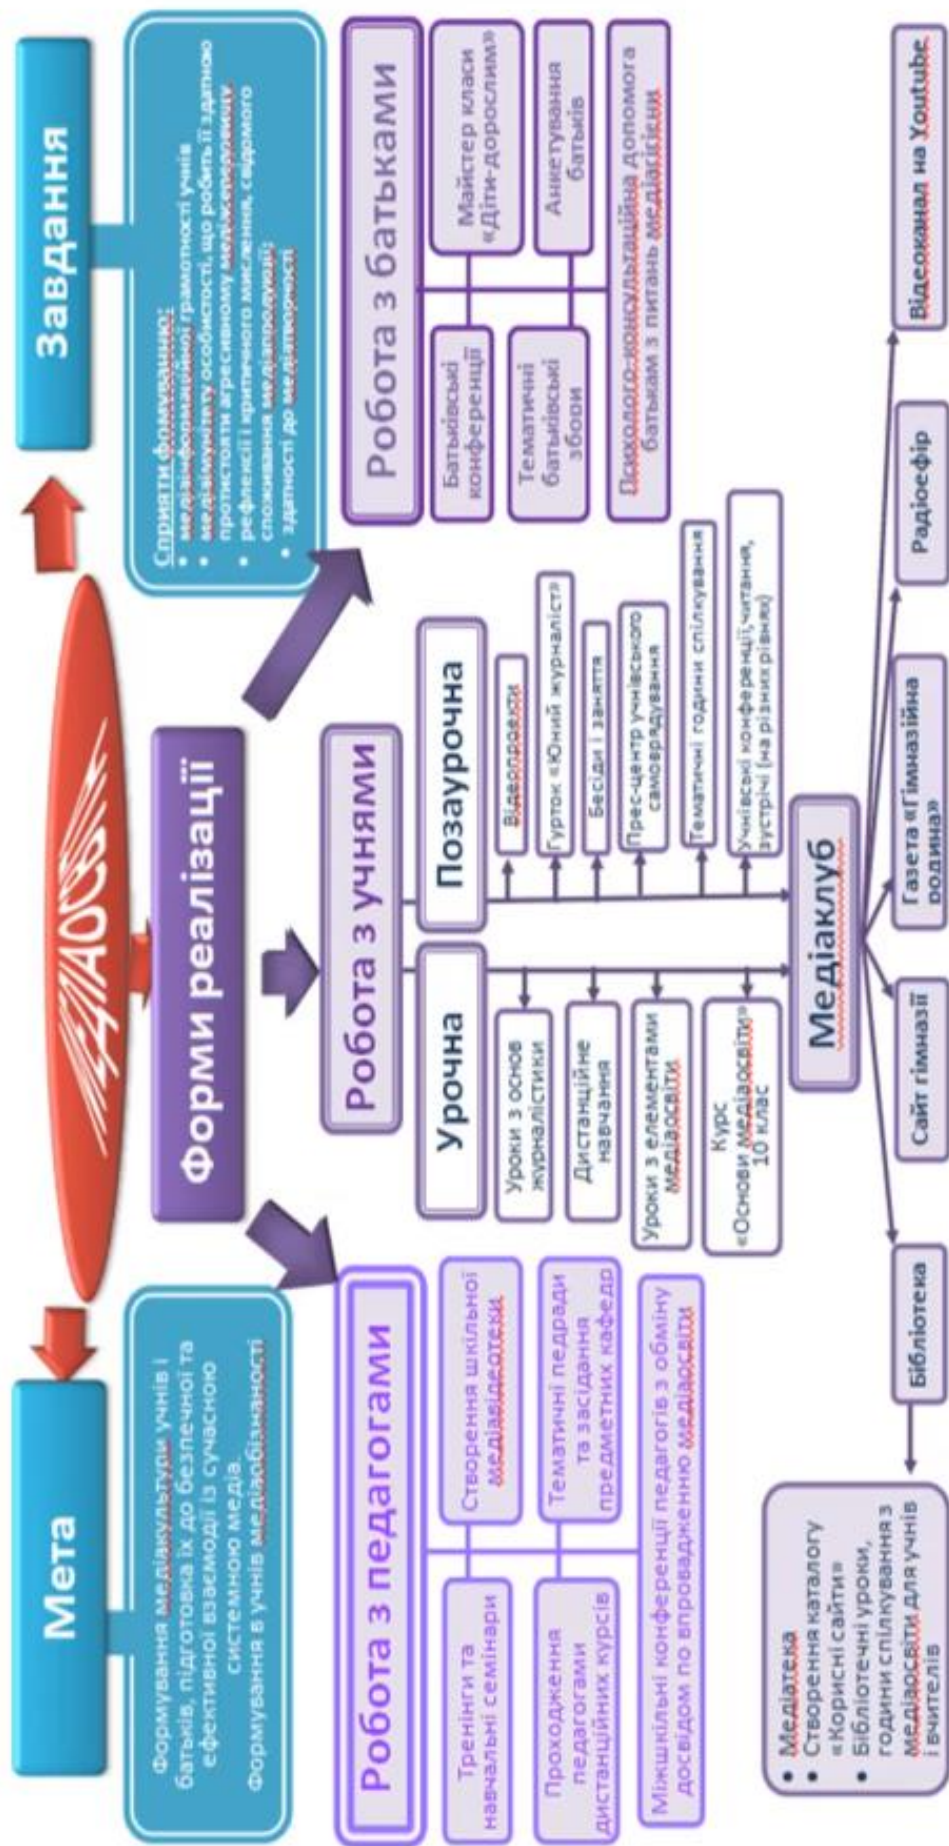 Мета
Завдання
Формування медіакультури учнів і
батьків, підготовка їх до безпечної та
ефективної взаємодії із сучасною
системою медіа.
Формування в учнів медіаобізнаності
Сприяти формуванню:
• медіаінформаційної грамотності учнів
• медіаімунітету особистості, що робить її здатною
протистояти агресивному медіасередовищу
• рефлексії і критичного мислення, свідомого
споживання медіапродукції;
• здатності до медіатворчості
Форми реалізації
Робота з педагогами
Тренінги та
навчальні семінари
Створення шкільної
медіавідеотеки
Проходження
педагогами
дистанційних курсів
Тематичні педради
та засідання
предметних кафедр
Міжшкільні конференції педагогів з обміну
досвідом по впровадженню медіаосвіти
Робота з учнями
Урочна
Уроки з основ
журналістики
Дистанційне
навчання
Уроки з елементами
медіаосвіти
Курс
«Основи медіаосвіти»
10 клас
Позаурочна
Відеопроекти
Гурток «Юний журналіст»
Бесіди і заняття
Прес-центр учнівського
самоврядування
Тематичні години спілкування
Учнівські конференції,читання,
зустрічі (на різних рівнях)
Робота з батьками
Батьківські
конференції
Майстер класи
«Діти-дорослим»
Тематичні
батьківські
збори
Анкетування
батьків
Психолого-консультаційна допомога
батькам з питань медіагігієни
Медіаклуб
Бібліотека
Сайт гімназії
Газета «Гімназійна
родина»
Радіоефір
Відеоканал на Youtube
• Медіатека
• Створення каталогу
«Корисні сайти»
• Бібліотечні уроки,
години спілкування з
медіаосвіти для учнів
і вчителів